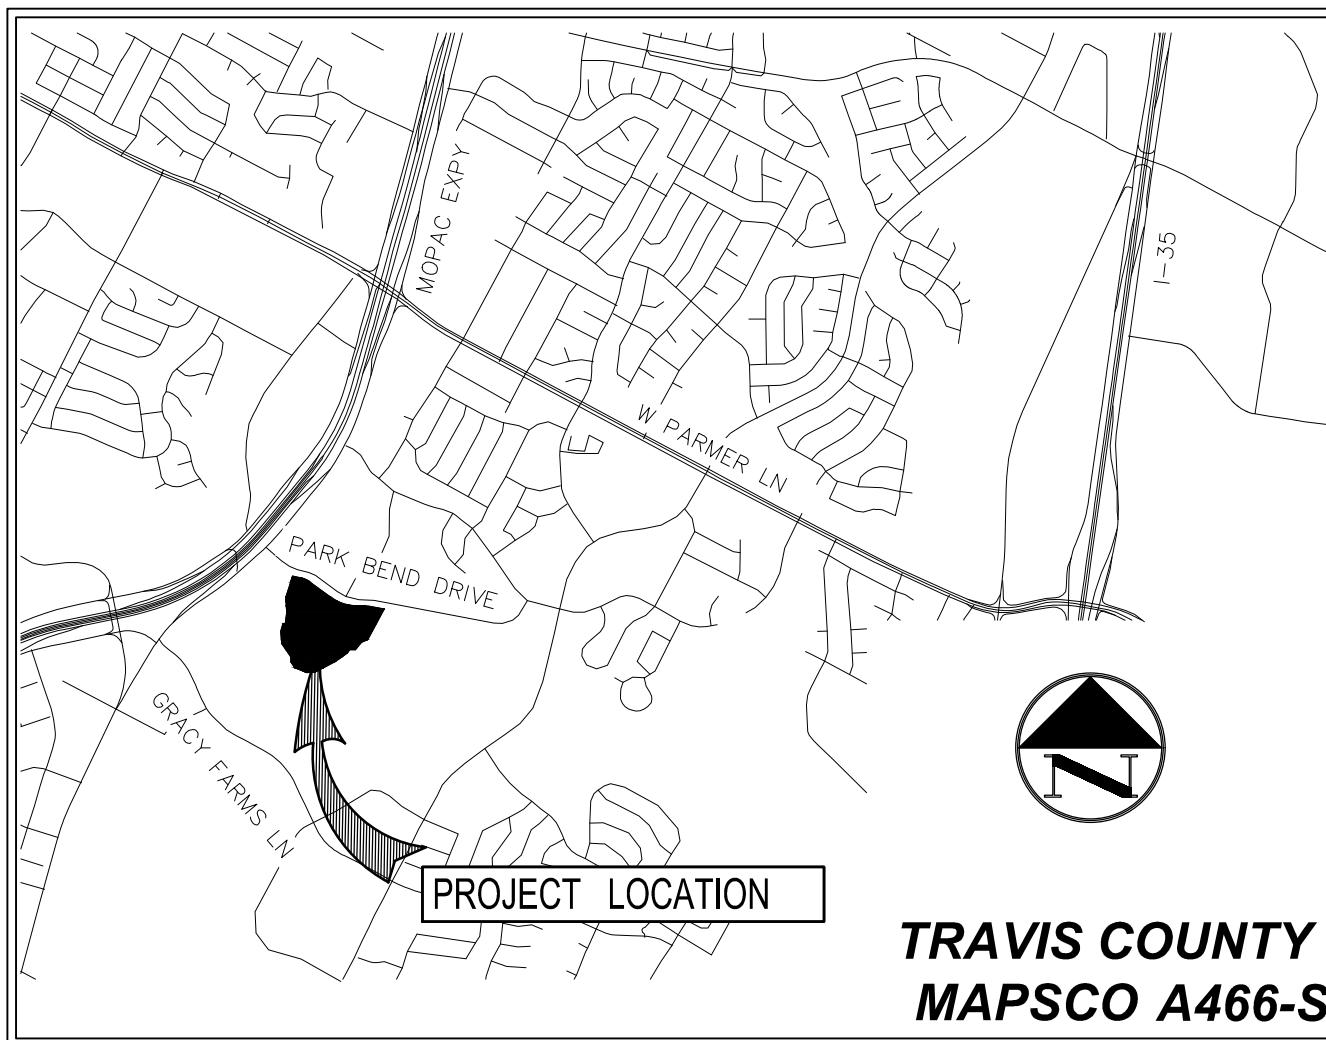 MOPAC EXPY
I-35
W PARMER LN
PARK BEND DRIVE
GRACY FARMS LN
N
PROJECT LOCATION
TRAVIS COUNTY
MAPSCO A466-S